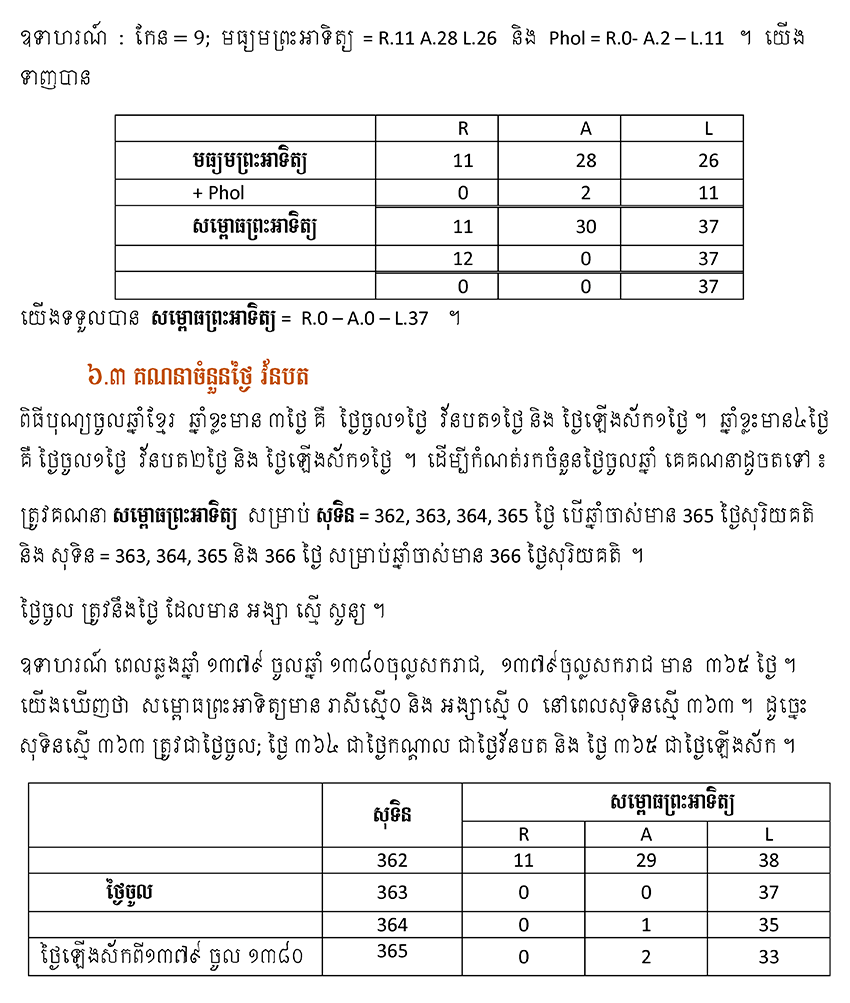 ឧទាហរណ៍ : កែន = 9; មធ្យមព្រះអាទិត្យ = R.11 A.28 L.26 និង Phol = R.0- A.2 – L.11 ។ យើង
ទាញបាន
R A L
មធ្យមព្រះអាទិត្យ 11 28 26
+ Phol 0 2 11
សម្ពោធព្រះអាទិត្យ 11 30 37
12 0 37
0 0 37
យើងទទួលបាន សម្ពោធព្រះអាទិត្យ = R.0 – A.0 – L.37 ។
៦.៣ គណនាចំនួនថ្ងៃ វ័នបត
ពិធីបុណ្យចូលឆ្នាំខ្មែរ ឆ្នាំខ្លះមាន ៣ថ្ងៃ គឺ ថ្ងៃចូល១ថ្ងៃ វ័នបត១ថ្ងៃ និង ថ្ងៃឡើងស័ក១ថ្ងៃ ។ ឆ្នាំខ្លះមាន៤ថ្ងៃ
គឺ ថ្ងៃចូល១ថ្ងៃ វ័នបត២ថ្ងៃ និង ថ្ងៃឡើងស័ក១ថ្ងៃ ។ ដើម្បីកំណត់រកចំនួនថ្ងៃចូលឆ្នាំ គេគណនាដូចតទៅ ៖
ត្រូវគណនា សម្ពោធព្រះអាទិត្យ សម្រាប់ សុទិន = 362, 363, 364, 365 ថ្ងៃ បើឆ្នាំចាស់មាន 365 ថ្ងៃសុរិយគតិ
និង សុទិន = 363, 364, 365 និង 366 ថ្ងៃ សម្រាប់ឆ្នាំចាស់មាន 366 ថ្ងៃសុរិយគតិ ។
ថ្ងៃចូល ត្រូវនឹងថ្ងៃ ដែលមាន អង្សា ស្មើ សូន្យ ។
ឧទាហរណ៍ ពេលឆ្លងឆ្នាំ ១៣៧៩ ចូលឆ្នាំ ១៣៨០ចុល្លសករាជ, ១៣៧៩ចុល្លសករាជ មាន ៣៦៥ ថ្ងៃ ។
យើងឃើញថា សម្ពោធព្រះអាទិត្យមាន រាសីស្មើ០ និង អង្សាស្មើ ០ នៅពេលសុទិនស្មើ ៣៦៣ ។ ដូច្នេះ
សុទិនស្មើ ៣៦៣ ត្រូវជាថ្ងៃចូល; ថ្ងៃ ៣៦៤ ជាថ្ងៃកណ្តាល ជាថ្ងៃវ័នបត និង ថ្ងៃ ៣៦៥ ជាថ្ងៃឡើងស័ក ។
សុទិន សម្ពោធព្រះអាទិត្យ
R A L
362 11 29 38
ថ្ងៃចូល 363 0 0 37
364 0 1 35
ថ្ងៃឡើងស័កពី១៣៧៩ ចូល ១៣៨០ 365 0 2 33